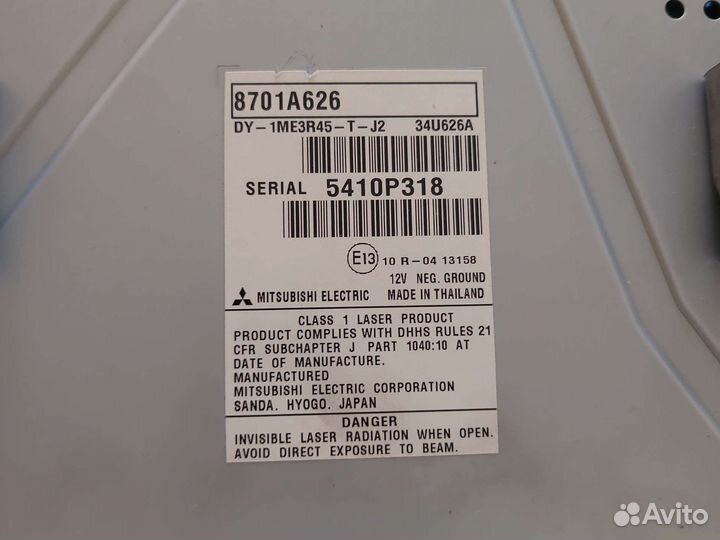 8701A626
DY-1ME3R45-T-J2 34U626A
SERIAL 5410P318
E13 10 R-04 13158
12V NEG. GROUND
MITSUBISHI ELECTRIC MADE IN THAILAND
CLASS 1 LASER PRODUCT
PRODUCT COMPLIES WITH DHHS RULES 21
CFR SUBCHAPTER J PART 1040:10 AT
DATE OF MANUFACTURE.
MANUFACTURED
MITSUBISHI ELECTRIC CORPORATION
SANDA. HYOGO. JAPAN
DANGER
INVISIBLE LASER RADIATION WHEN OPEN.
AVOID DIRECT EXPOSURE TO BEAM.
Avito